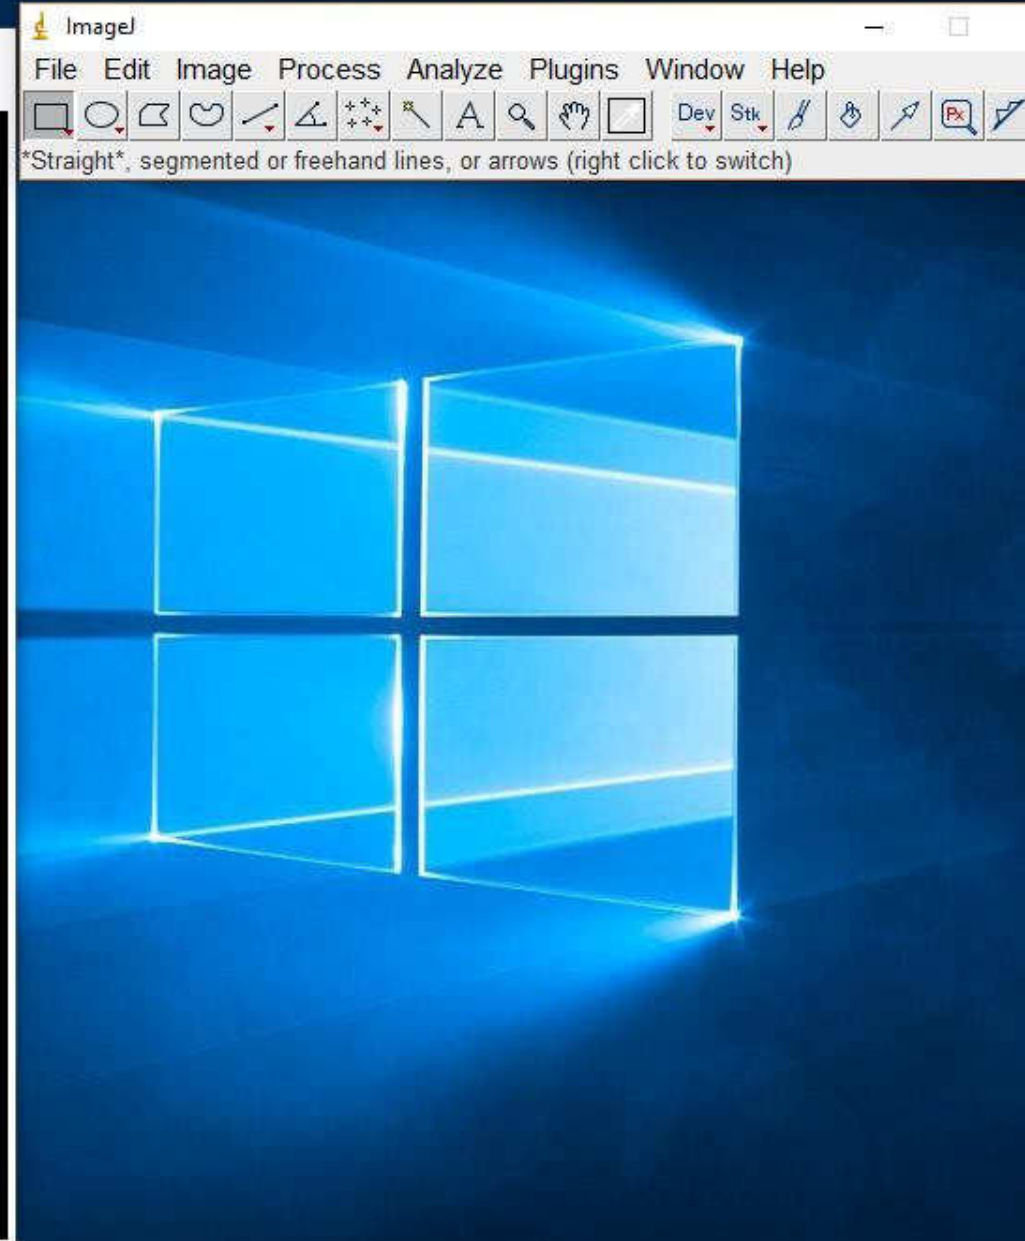 ImageJ
File Edit Image Process Analyze Plugins Window Help
A Dev Stk Px
*Straight*, segmented or freehand lines, or arrows (right click to switch)